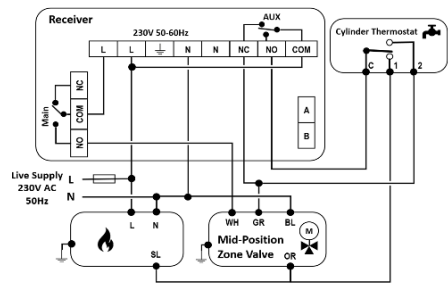 Receiver
AUX
230V 50-60Hz
L L N N NC NO COM
Cylinder Thermostat
C 1 2
NC
COM
NO
Main
A
B
Live Supply
230V AC
50Hz
L
N
L N
SL
WH GR BL
M
Mid-Position
Zone Valve
OR